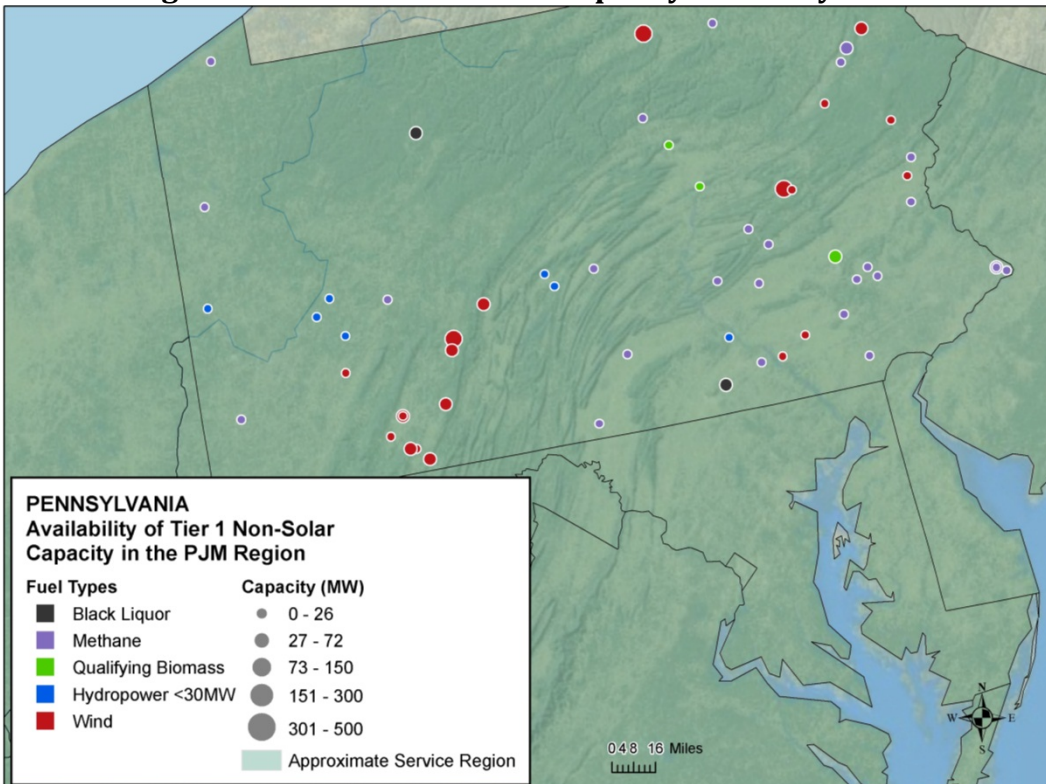 PENNSYLVANIA
Availability of Tier 1 Non-Solar
Capacity in the PJM Region
Fuel Types
Black Liquor
Methane
Qualifying Biomass
Hydropower <30MW
Wind
Capacity (MW)
0 - 26
27 - 72
73 - 150
151 - 300
301 - 500
Approximate Service Region
0 4 8 16 Miles
N
W E
S